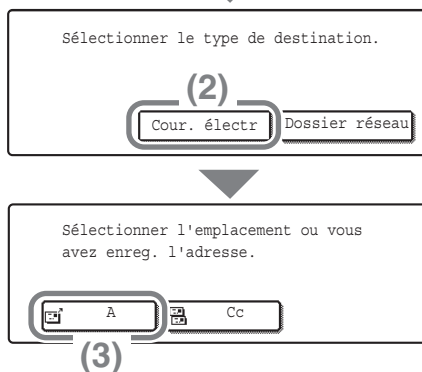 Sélectionner le type de destination.
(2)
Cour. électr Dossier réseau
Sélectionner l'emplacement ou vous
avez enreg. l'adresse.
A Cc
(3)